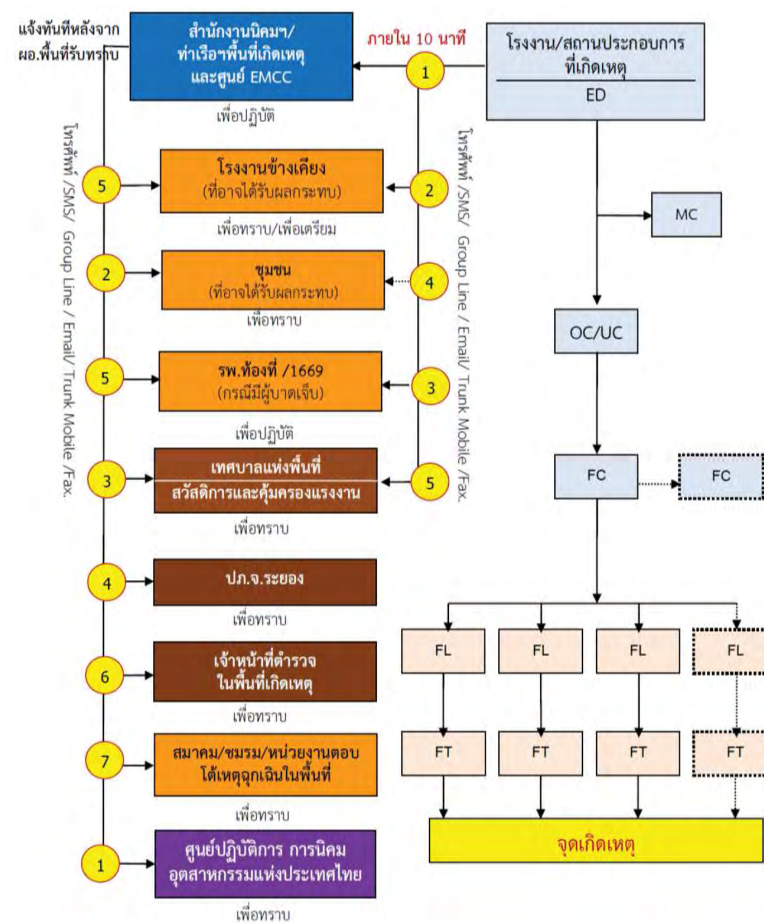 แจ้งทันทีหลังจาก
ผอ.พื้นที่รับทราบ
สำนักงานนิคมฯ/
ท่าเรือฯพื้นที่เกิดเหตุ
และศูนย์ EMCC
เพื่อปฏิบัติ
ภายใน 10 นาที
1
โรงงาน/สถานประกอบการ
ที่เกิดเหตุ
ED
โทรศัพท์ /SMS/ Group Line / Email/ Trunk Mobile /Fax.
โทรศัพท์ /SMS/ Group Line / Email/ Trunk Mobile /Fax.
5
โรงงานข้างเคียง
(ที่อาจได้รับผลกระทบ)
2
เพื่อทราบ/เพื่อเตรียม
MC
2
ชุมชน
(ที่อาจได้รับผลกระทบ)
4
เพื่อทราบ
OC/UC
5
รพ.ท้องที่ /1669
(กรณีมีผู้บาดเจ็บ)
3
เพื่อปฏิบัติ
3
เทศบาลแห่งพื้นที่
สวัสดิการและคุ้มครองแรงงาน
5
เพื่อทราบ
FC
FC
4
ปภ.จ.ระยอง
เพื่อทราบ
6
เจ้าหน้าที่ตำรวจ
ในพื้นที่เกิดเหตุ
เพื่อทราบ
FL
FL
FL
FL
7
สมาคม/ชมรม/หน่วยงานตอบ
โต้เหตุฉุกเฉินในพื้นที่
เพื่อทราบ
FT
FT
FT
FT
1
ศูนย์ปฏิบัติการ การนิคม
อุตสาหกรรมแห่งประเทศไทย
เพื่อทราบ
จุดเกิดเหตุ